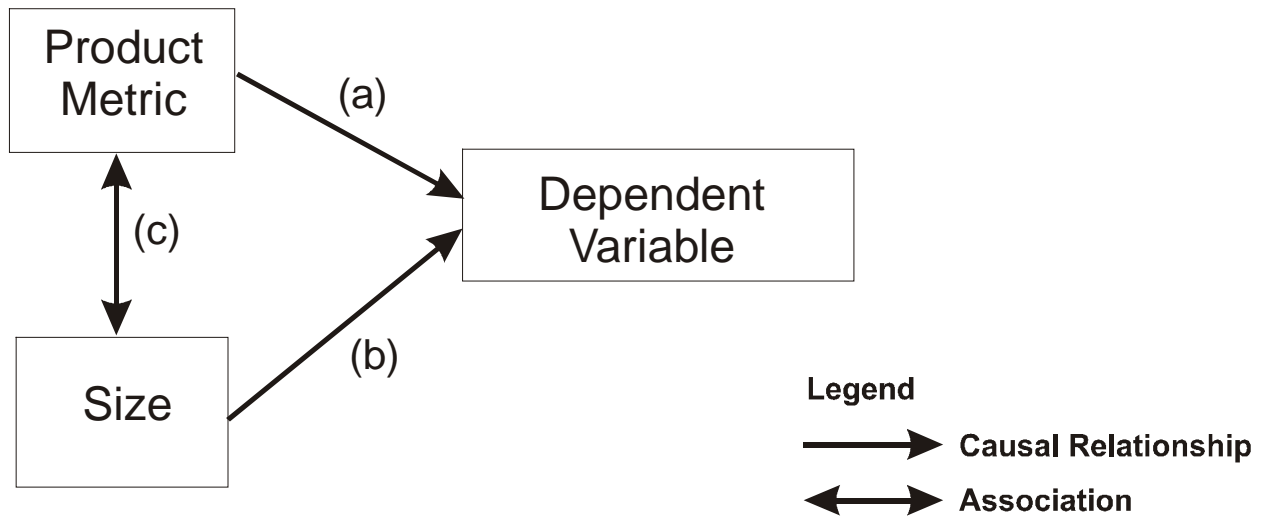 Product
Metric
(a)
Dependent
Variable
(c)
(b)
Size
Legend
Causal Relationship
Association